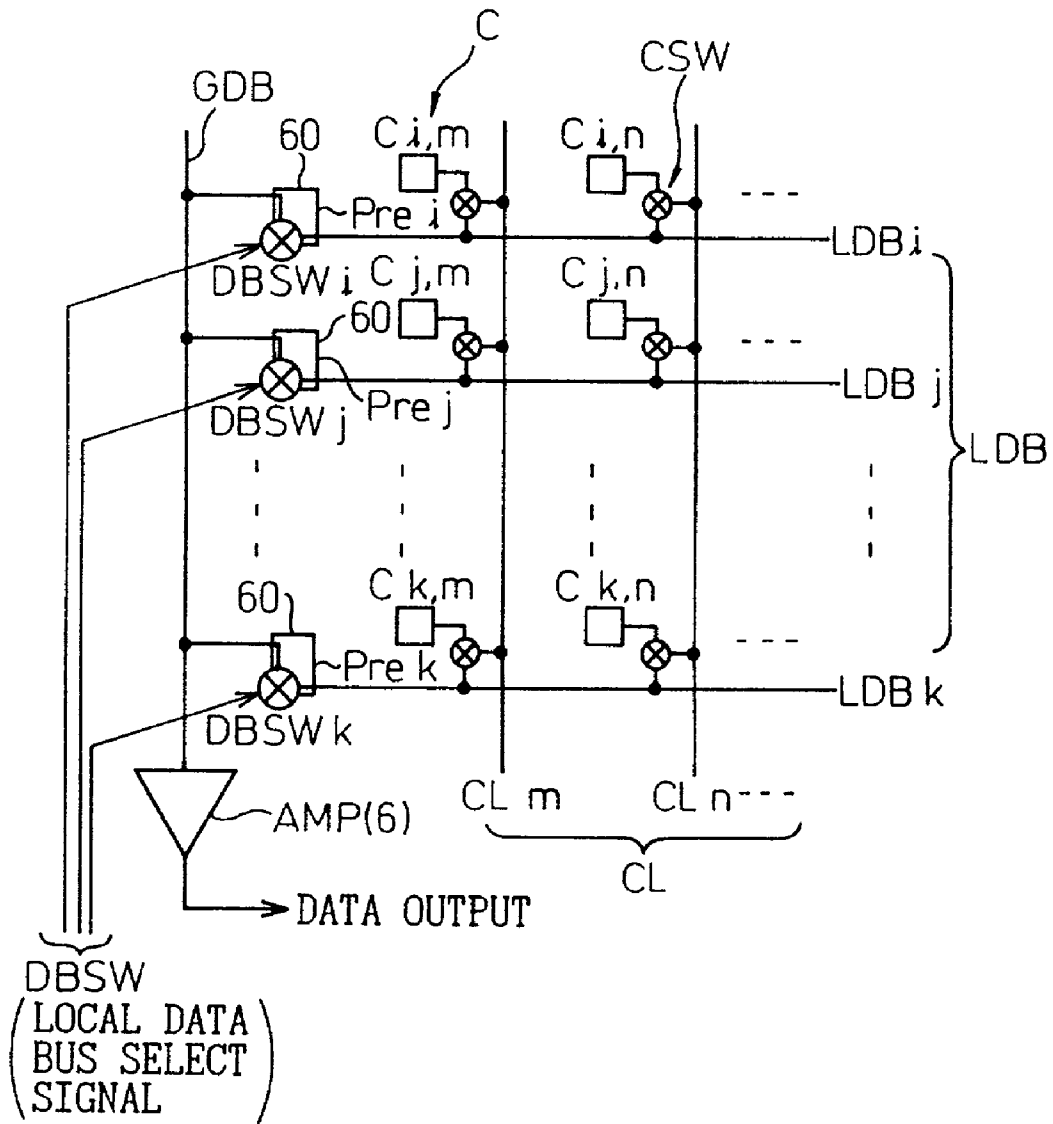 C
CSW
GDB
60
C i,m
C i,n
Pre i
- - -
LDB i
DBSW i
C j,m
C j,n
60
- - -
LDB j
Pre j
DBSW j
LDB
C k,m
C k,n
60
- - -
Pre k
LDB k
DBSW k
CL m
CL n - - -
AMP(6)
CL
DATA OUTPUT
DBSW
(LOCAL DATA
BUS SELECT
SIGNAL